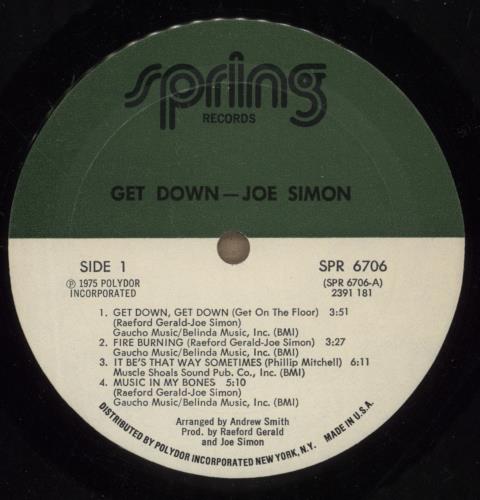 spring
RECORDS
GET DOWN — JOE SIMON
SIDE 1
SPR 6706
℗ 1975 POLYDOR
INCORPORATED
(SPR 6706-A)
2391 181
1. GET DOWN, GET DOWN (Get On The Floor) 3:51
(Raeford Gerald-Joe Simon)
Gaucho Music/Belinda Music, Inc. (BMI)
2. FIRE BURNING (Raeford Gerald-Joe Simon) 3:27
Gaucho Music/Belinda Music, Inc. (BMI)
3. IT BE'S THAT WAY SOMETIMES (Phillip Mitchell) 6:11
Muscle Shoals Sound Pub. Co., Inc. (BMI)
4. MUSIC IN MY BONES 5:10
(Raeford Gerald-Joe Simon)
Gaucho Music/Belinda Music, Inc. (BMI)
Arranged by Andrew Smith
Prod. by Raeford Gerald
and Joe Simon
DISTRIBUTED BY POLYDOR INCORPORATED NEW YORK, N.Y. MADE IN U.S.A.